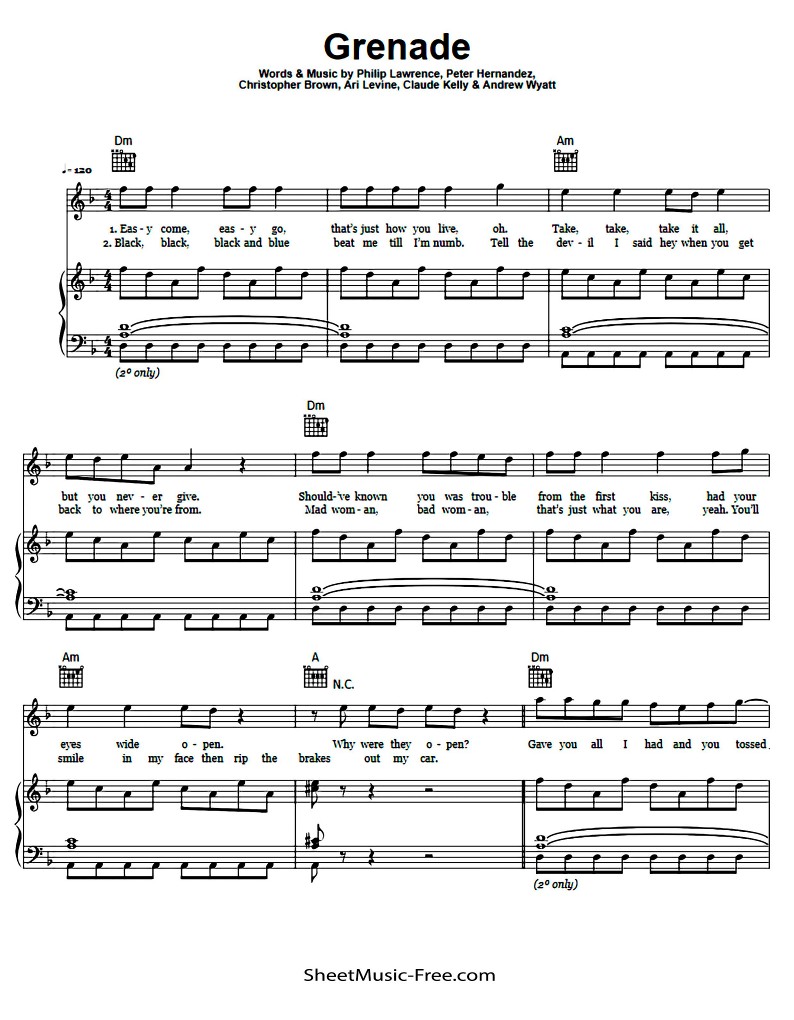 Grenade
Words & Music by Philip Lawrence, Peter Hernandez,
Christopher Brown, Ari Levine, Claude Kelly & Andrew Wyatt
Dm Am
♩=120
1. Eas - y come, eas - y go, that's just how you live, oh. Take, take, take it all,
2. Black, black, black and blue beat me till I'm numb. Tell the dev - il I said hey when you get
(2º only)
Dm
but you nev - er give. Should-'ve known you was trou - ble from the first kiss, had your
back to where you're from. Mad wom - an, bad wom - an, that's just what you are, yeah. You'll
Am A N.C. Dm
eyes wide o - pen. Why were they o - pen? Gave you all I had and you tossed
smile in my face then rip the brakes out my car.
(2º only)
SheetMusic-Free.com